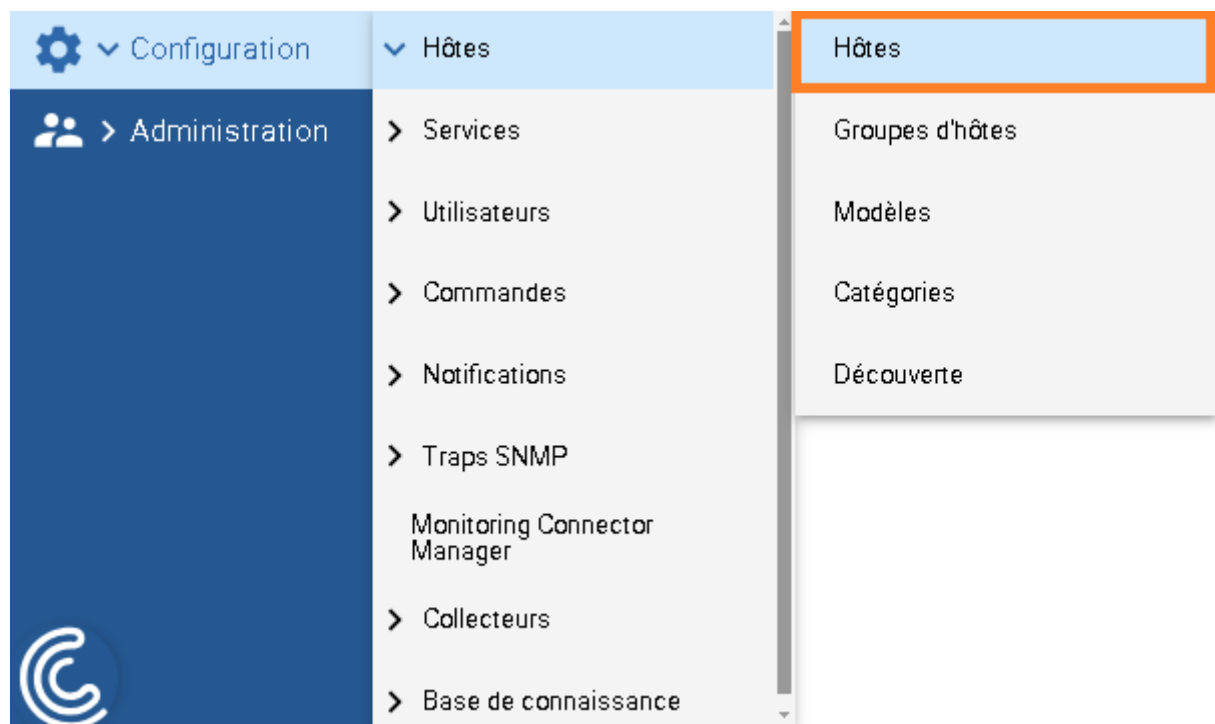 Configuration
Administration
Hôtes
Services
Utilisateurs
Commandes
Notifications
Traps SNMP
Monitoring Connector
Manager
Collecteurs
Base de connaissance
Hôtes
Groupes d'hôtes
Modèles
Catégories
Découverte